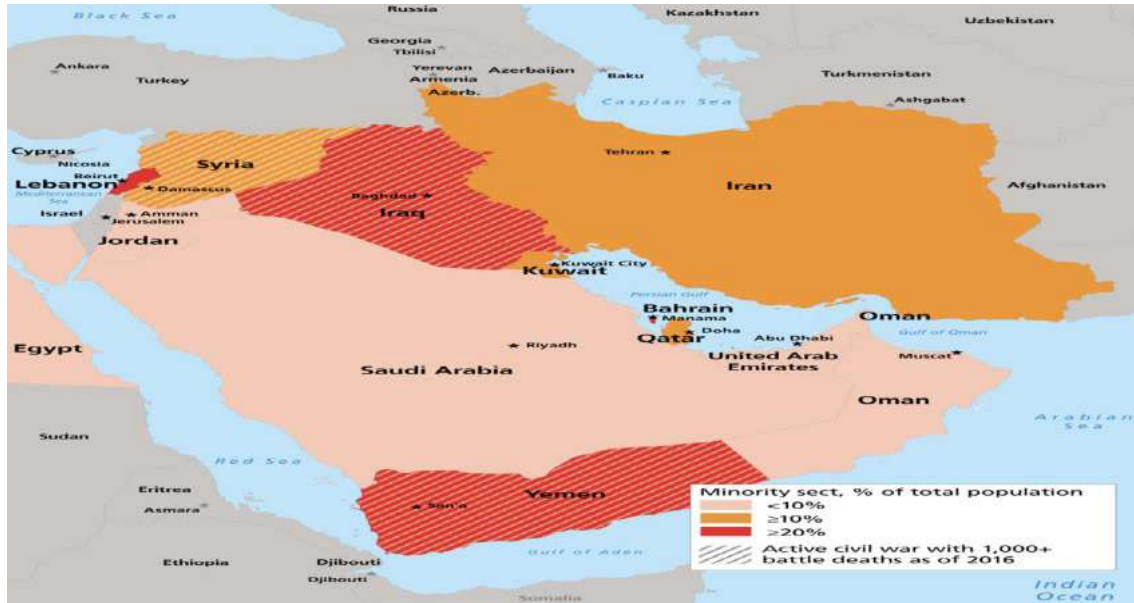 Black Sea
Russia
Kazakhstan
Uzbekistan
Georgia
Tbilisi
Ankara
Turkey
Yerevan
Armenia
Azerb.
Azerbaijan
Baku
Caspian Sea
Turkmenistan
Ashgabat
Cyprus
Nicosia
Beirut
Lebanon
Mediterranean
Sea
Syria
Damascus
Tehran
Iran
Afghanistan
Baghdad
Iraq
Israel
Amman
Jerusalem
Jordan
Kuwait City
Kuwait
Persian Gulf
Bahrain
Manama
Oman
Qatar
Doha
Abu Dhabi
Gulf of Oman
Egypt
Riyadh
United Arab
Emirates
Muscat
Saudi Arabia
Oman
Arabian
Sea
Sudan
Red Sea
Eritrea
Asmara
Yemen
San'a
Minority sect, % of total population
<10%
≥10%
≥20%
Active civil war with 1,000+
battle deaths as of 2016
Gulf of Aden
Ethiopia
Djibouti
Djibouti
Somalia
Indian
Ocean